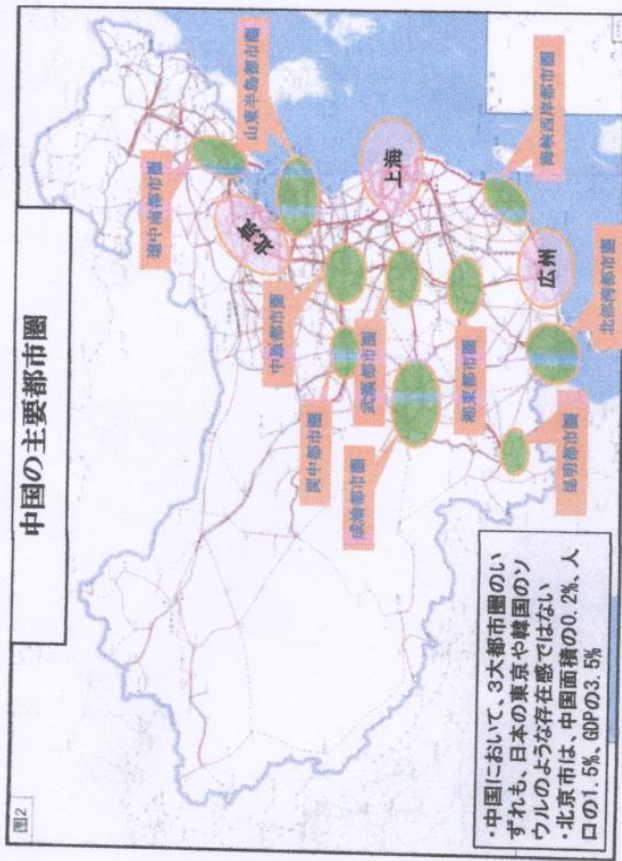 図2
中国の主要都市圏
遼中南都市圏
山東半島都市圏
北京
中原都市圏
関中都市圏
武漢都市圏
成渝都市圏
上海
湘東都市圏
海峡西岸都市圏
広州
北部湾都市圏
昆明都市圏
・中国において、3大都市圏のい
ずれも、日本の東京や韓国のソ
ウルのような存在感ではない
・北京市は、中国面積の0.2%、人
口の1.5%、GDPの3.5%